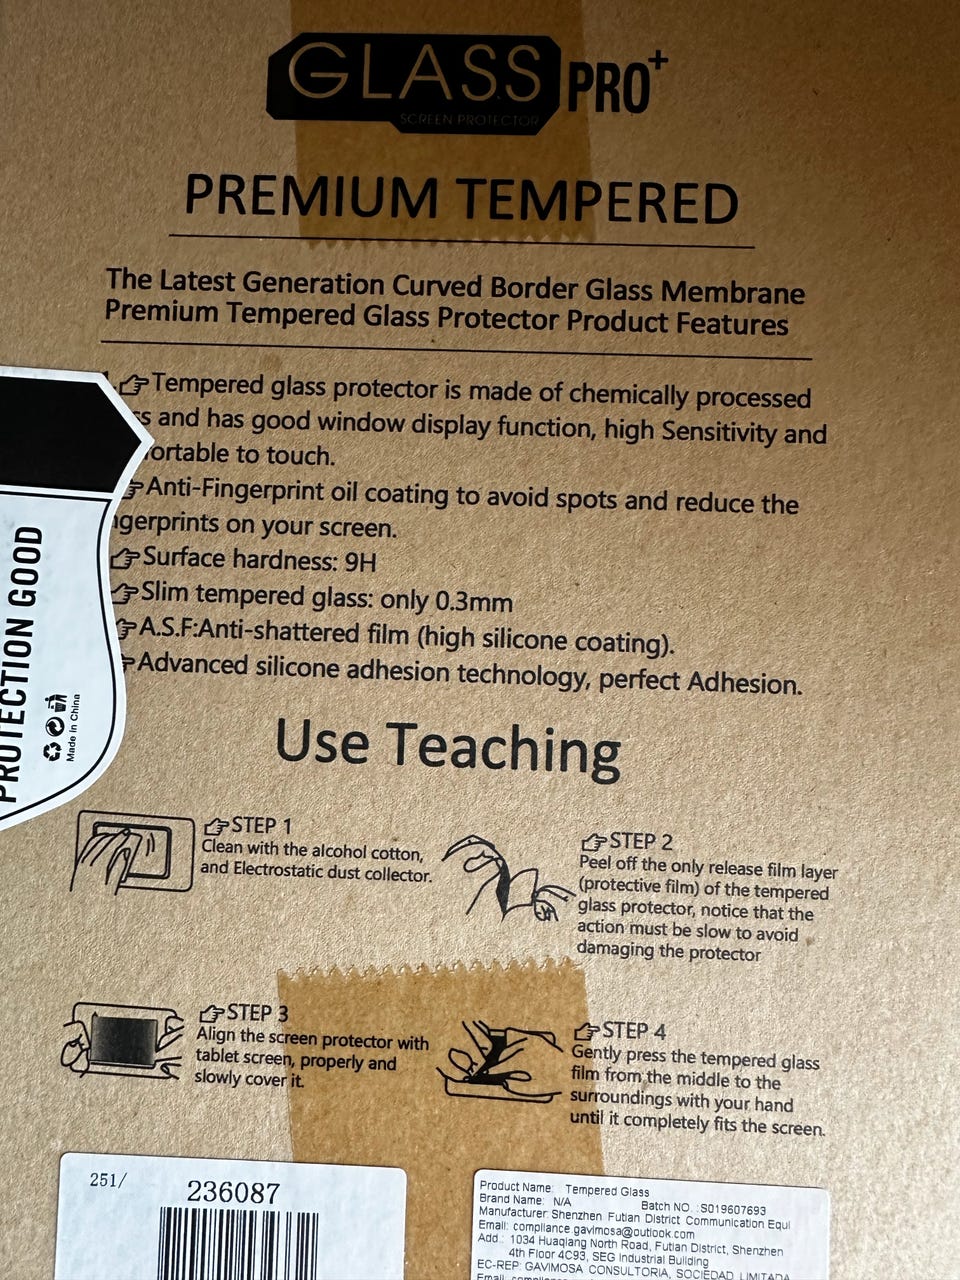 GLASS PRO+
SCREEN PROTECTOR
PREMIUM TEMPERED
The Latest Generation Curved Border Glass Membrane
Premium Tempered Glass Protector Product Features
Tempered glass protector is made of chemically processed
and has good window display function, high Sensitivity and
to touch.
Anti-Fingerprint oil coating to avoid spots and reduce the
on your screen.
Surface hardness: 9H
Slim tempered glass: only 0.3mm
A.S.F:Anti-shattered film (high silicone coating).
Advanced silicone adhesion technology, perfect Adhesion.
PROTECTION GOOD
Made in China
Use Teaching
STEP 1
Clean with the alcohol cotton,
and Electrostatic dust collector.
STEP 2
Peel off the only release film layer
(protective film) of the tempered
glass protector, notice that the
action must be slow to avoid
damaging the protector
STEP 3
Align the screen protector with
tablet screen, properly and
slowly cover it.
STEP 4
Gently press the tempered glass
film from the middle to the
surroundings with your hand
until it completely fits the screen.
251/
236087
Product Name: Tempered Glass
Brand Name: N/A Batch NO.:S019607693
Manufacturer:Shenzhen Futian District Communication Equi
Email: compliance.gavimosa@outlook.com
Add.: 1034 Huaqiang North Road, Futian District, Shenzhen
4th Floor 4C93, SEG Industrial Building
EC-REP: GAVIMOSA CONSULTORIA, SOCIEDAD LIMITADA